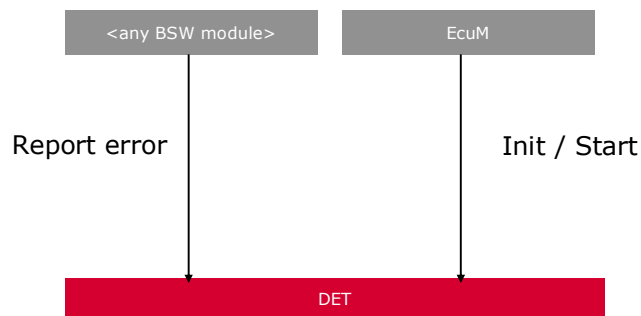 <any BSW module>
EcuM
Report error
Init / Start
DET